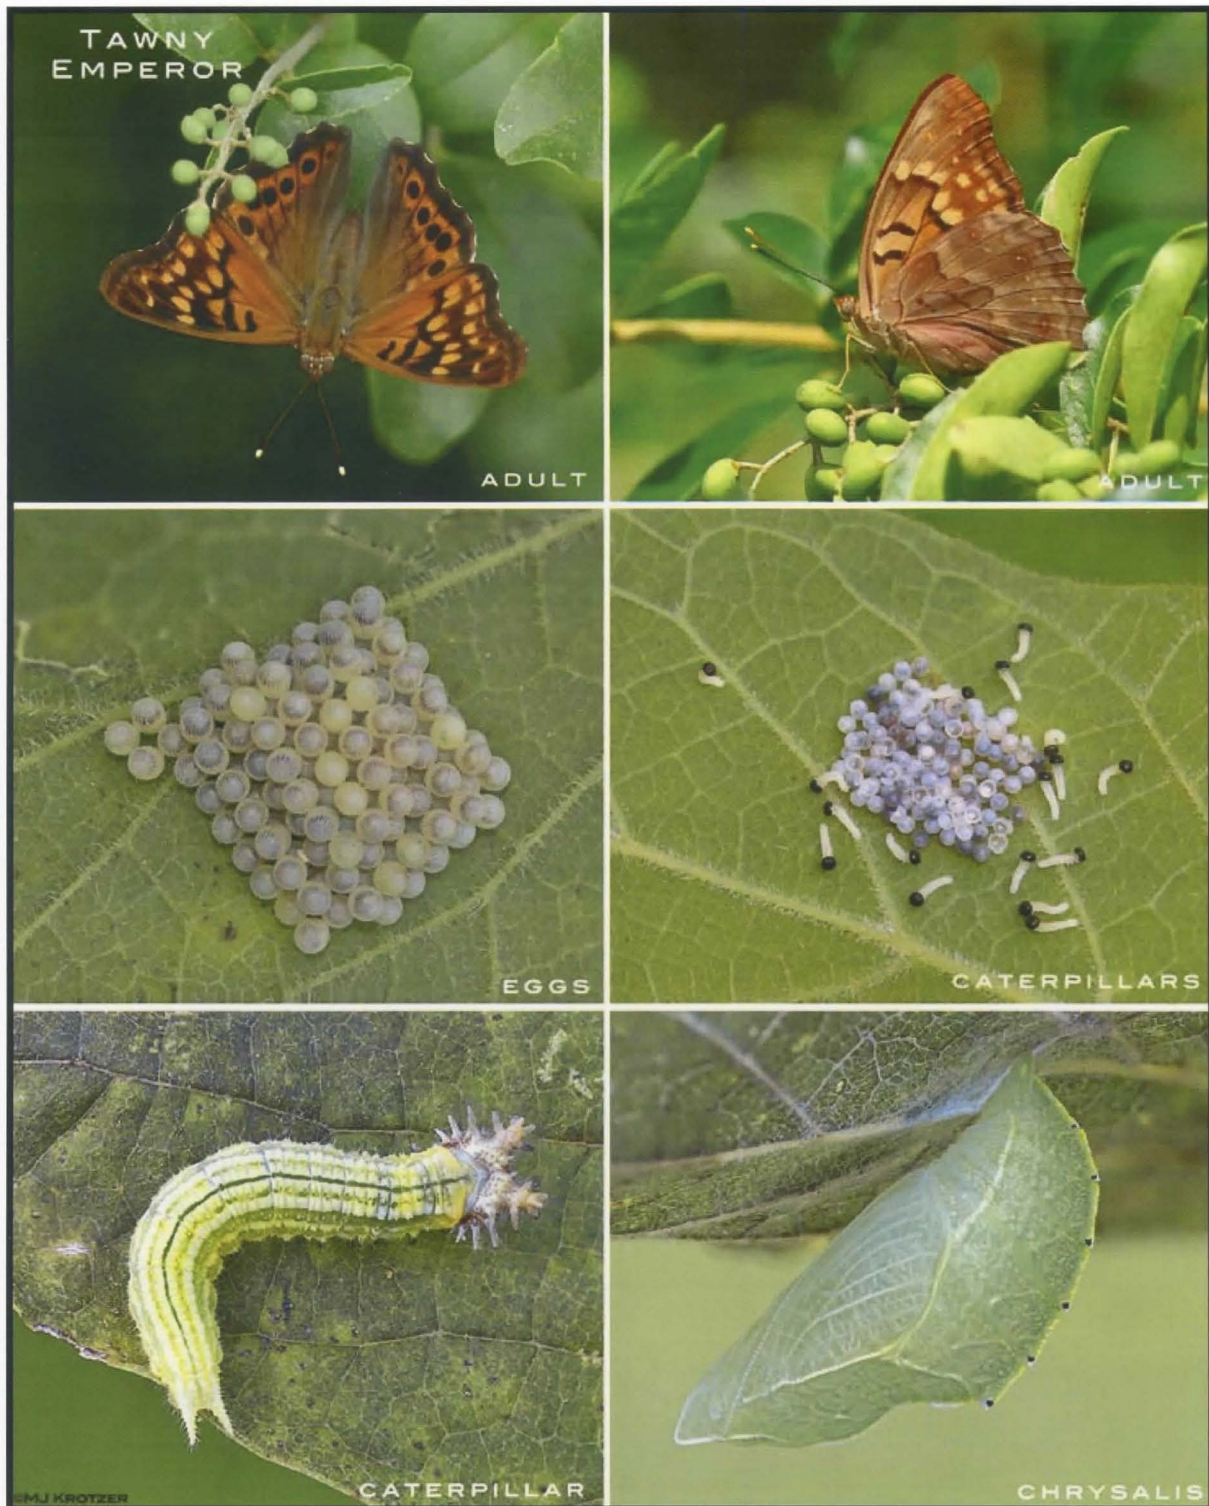 TAWNY
EMPEROR
ADULT
ADULT
EGGS
CATERPILLARS
CATERPILLAR
CHRYSALIS
©MJ KROTZER